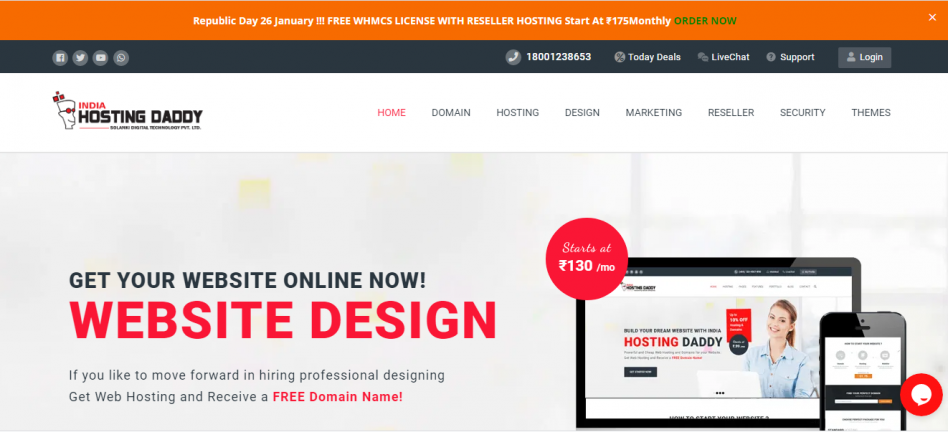 Republic Day 26 January !!! FREE WHMCS LICENSE WITH RESELLER HOSTING Start At ₹175Monthly ORDER NOW
18001238653 Today Deals LiveChat Support Login
INDIA
HOSTING DADDY
SOLANKI DIGITAL TECHNOLOGY PVT. LTD.
HOME DOMAIN HOSTING DESIGN MARKETING RESELLER SECURITY THEMES
GET YOUR WEBSITE ONLINE NOW!
WEBSITE DESIGN
If you like to move forward in hiring professional designing
Get Web Hosting and Receive a FREE Domain Name!
Starts at
₹130 /mo
HOSTING DADDY
BUILD YOUR DREAM WEBSITE WITH INDIA
HOSTING DADDY
HOW TO START YOUR WEBSITE ?